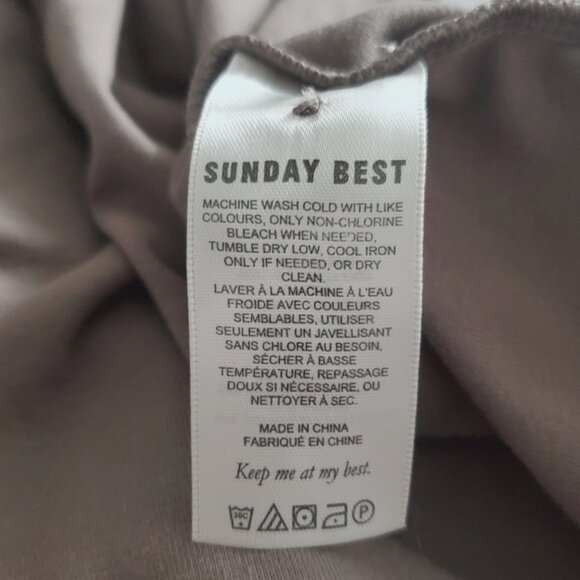 SUNDAY BEST
MACHINE WASH COLD WITH LIKE
COLOURS, ONLY NON-CHLORINE
BLEACH WHEN NEEDED,
TUMBLE DRY LOW, COOL IRON
ONLY IF NEEDED, OR DRY
CLEAN.
LAVER À LA MACHINE À L'EAU
FROIDE AVEC COULEURS
SEMBLABLES, UTILISER
SEULEMENT UN JAVELLISANT
SANS CHLORE AU BESOIN,
SÉCHER À BASSE
TEMPÉRATURE, REPASSAGE
DOUX SI NÉCESSAIRE, OU
NETTOYER À SEC.
MADE IN CHINA
FABRIQUÉ EN CHINE
Keep me at my best.
30C P